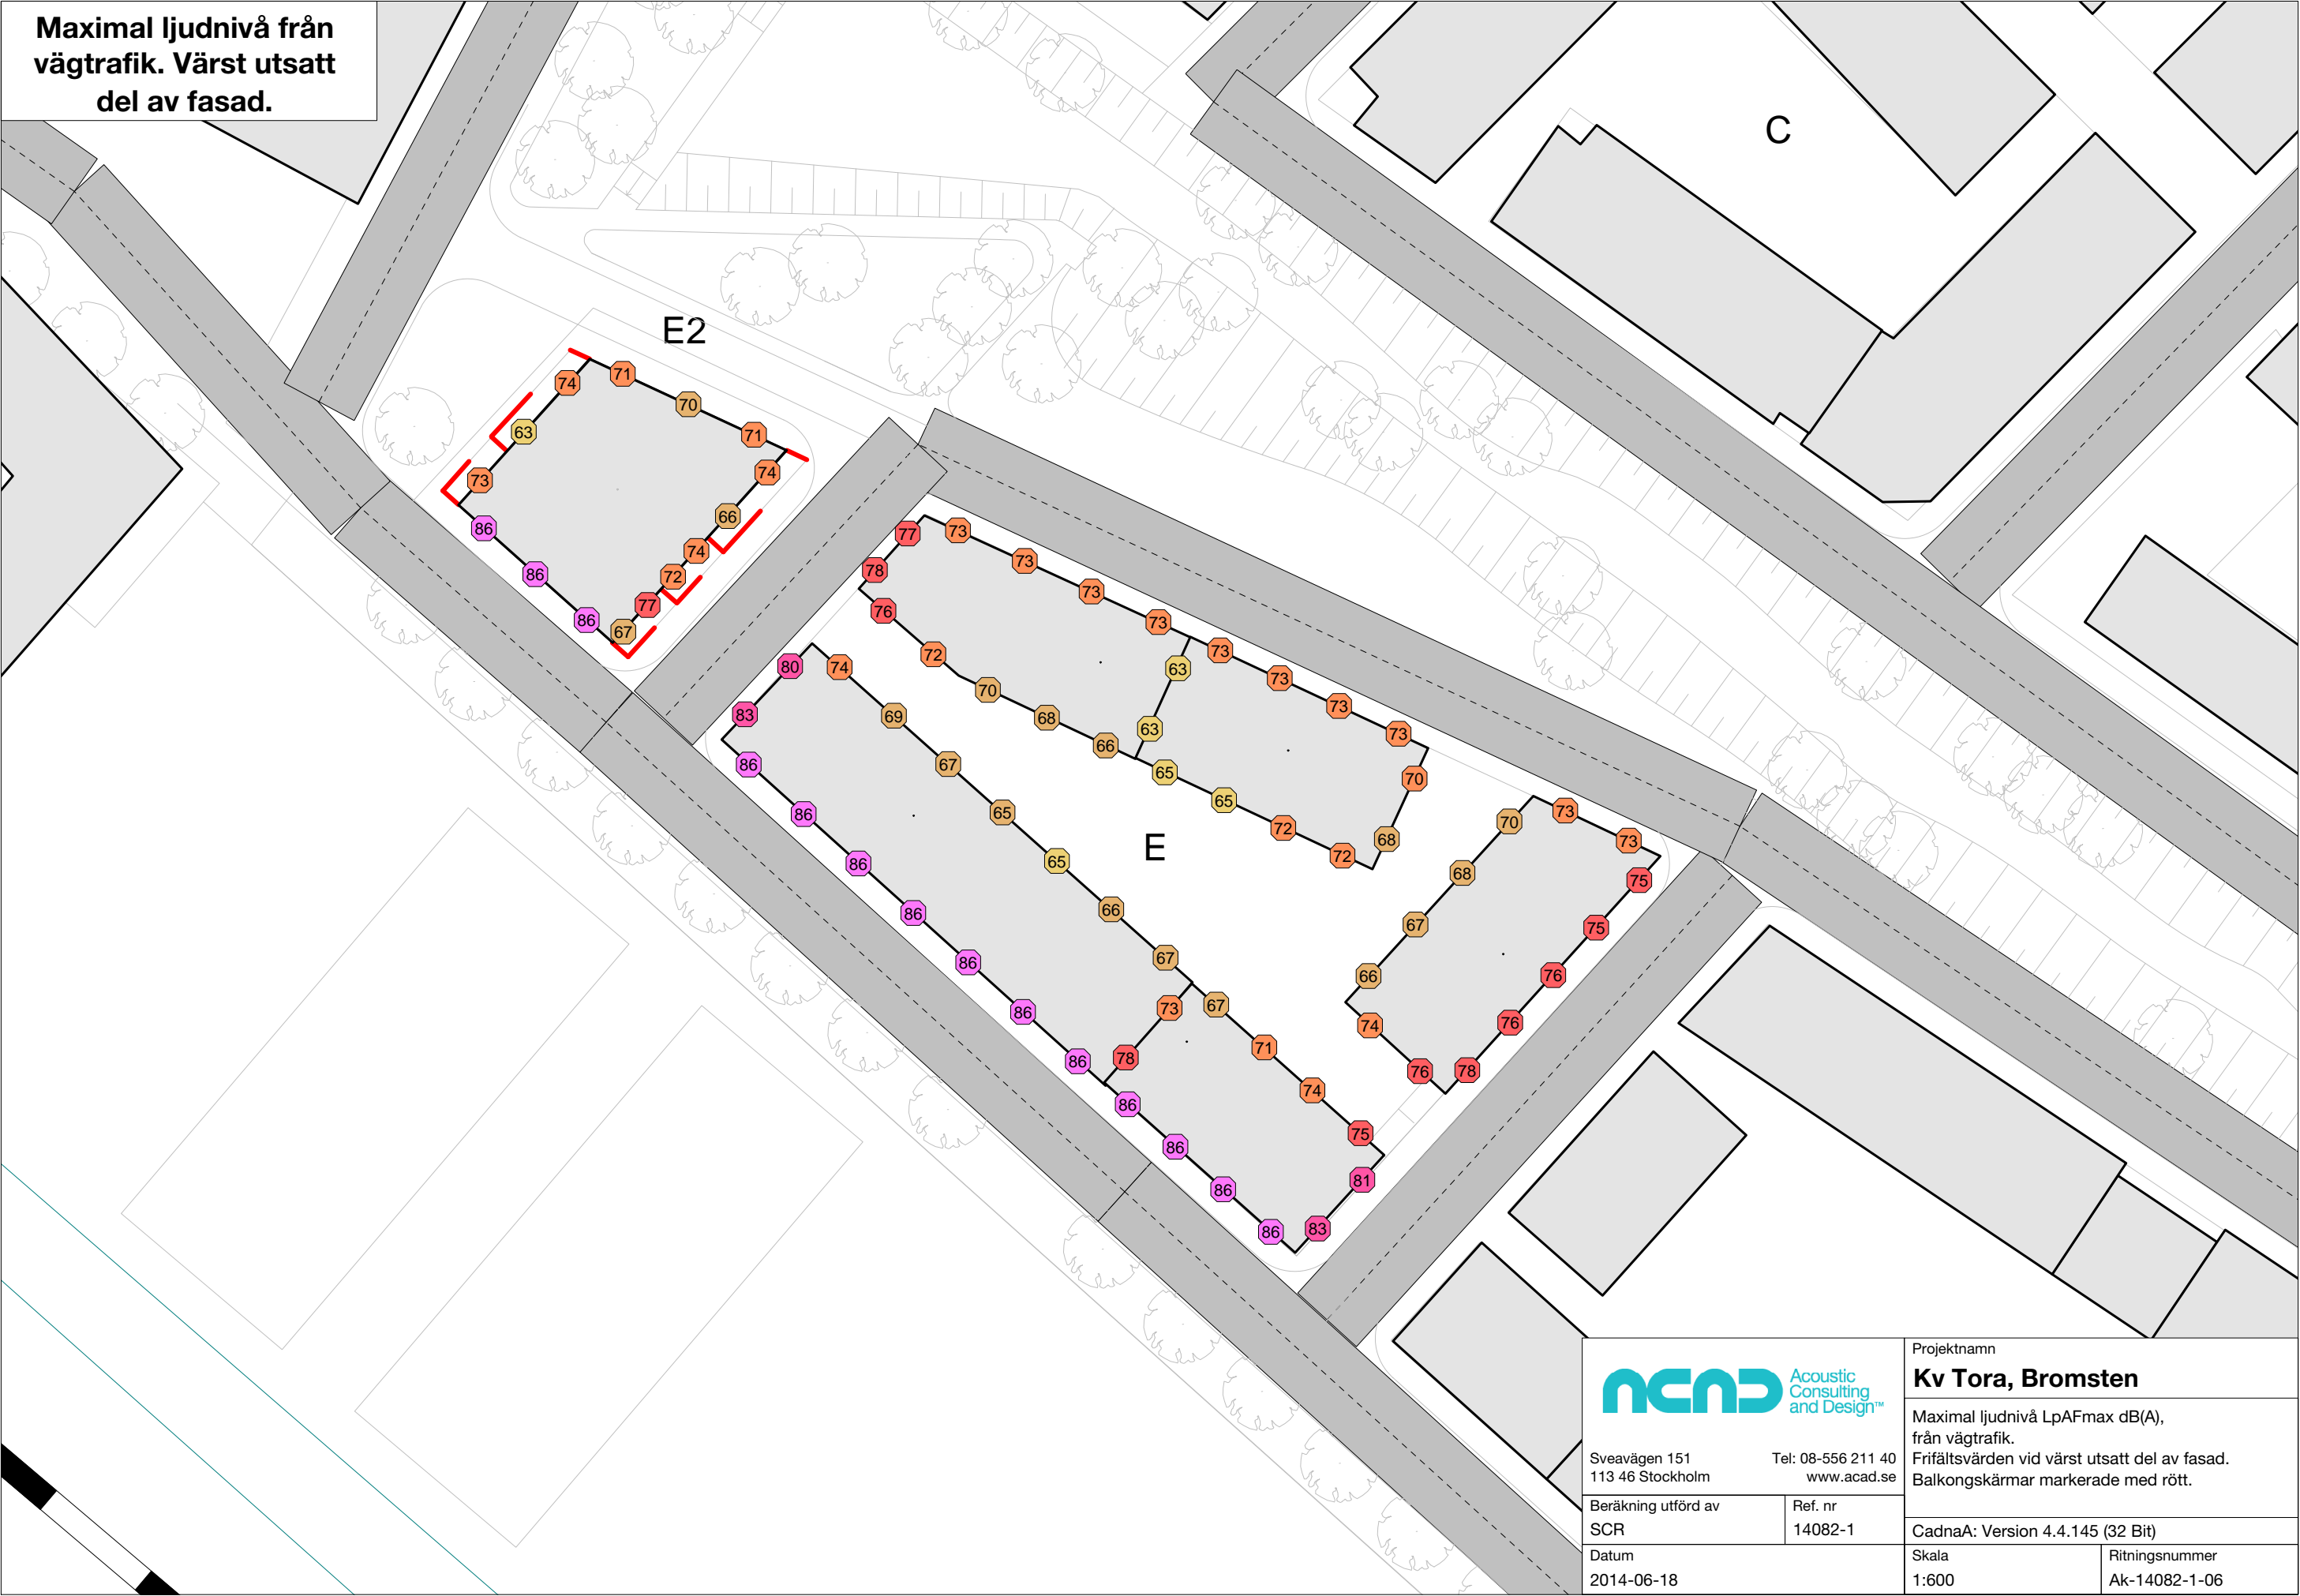 Maximal ljudnivå från
vägtrafik. Värst utsatt
del av fasad.
C
E2
71
74
70
63
71
74
73
66
86
74
86
72
77
86
67
77
73
78
73
76
73
72
73
73
63
73
70
73
68
63
73
66
70
65
65
72
68
72
80
74
83
69
86
67
86
65
E
86
65
86
66
86
67
86
73
67
86
78
71
86
74
86
75
86
81
86
83
70
73
73
68
75
67
75
66
76
74
76
76
78
ACAD
Acoustic
Consulting
and Design™
Sveavägen 151
113 46 Stockholm
Tel: 08-556 211 40
www.acad.se
Beräkning utförd av
SCR
Ref. nr
14082-1
Datum
2014-06-18
Projektnamn
Kv Tora, Bromsten
Maximal ljudnivå LpAFmax dB(A),
från vägtrafik.
Frifältsvärden vid värst utsatt del av fasad.
Balkongskärmar markerade med rött.
CadnaA: Version 4.4.145 (32 Bit)
Skala
1:600
Ritningsnummer
Ak-14082-1-06